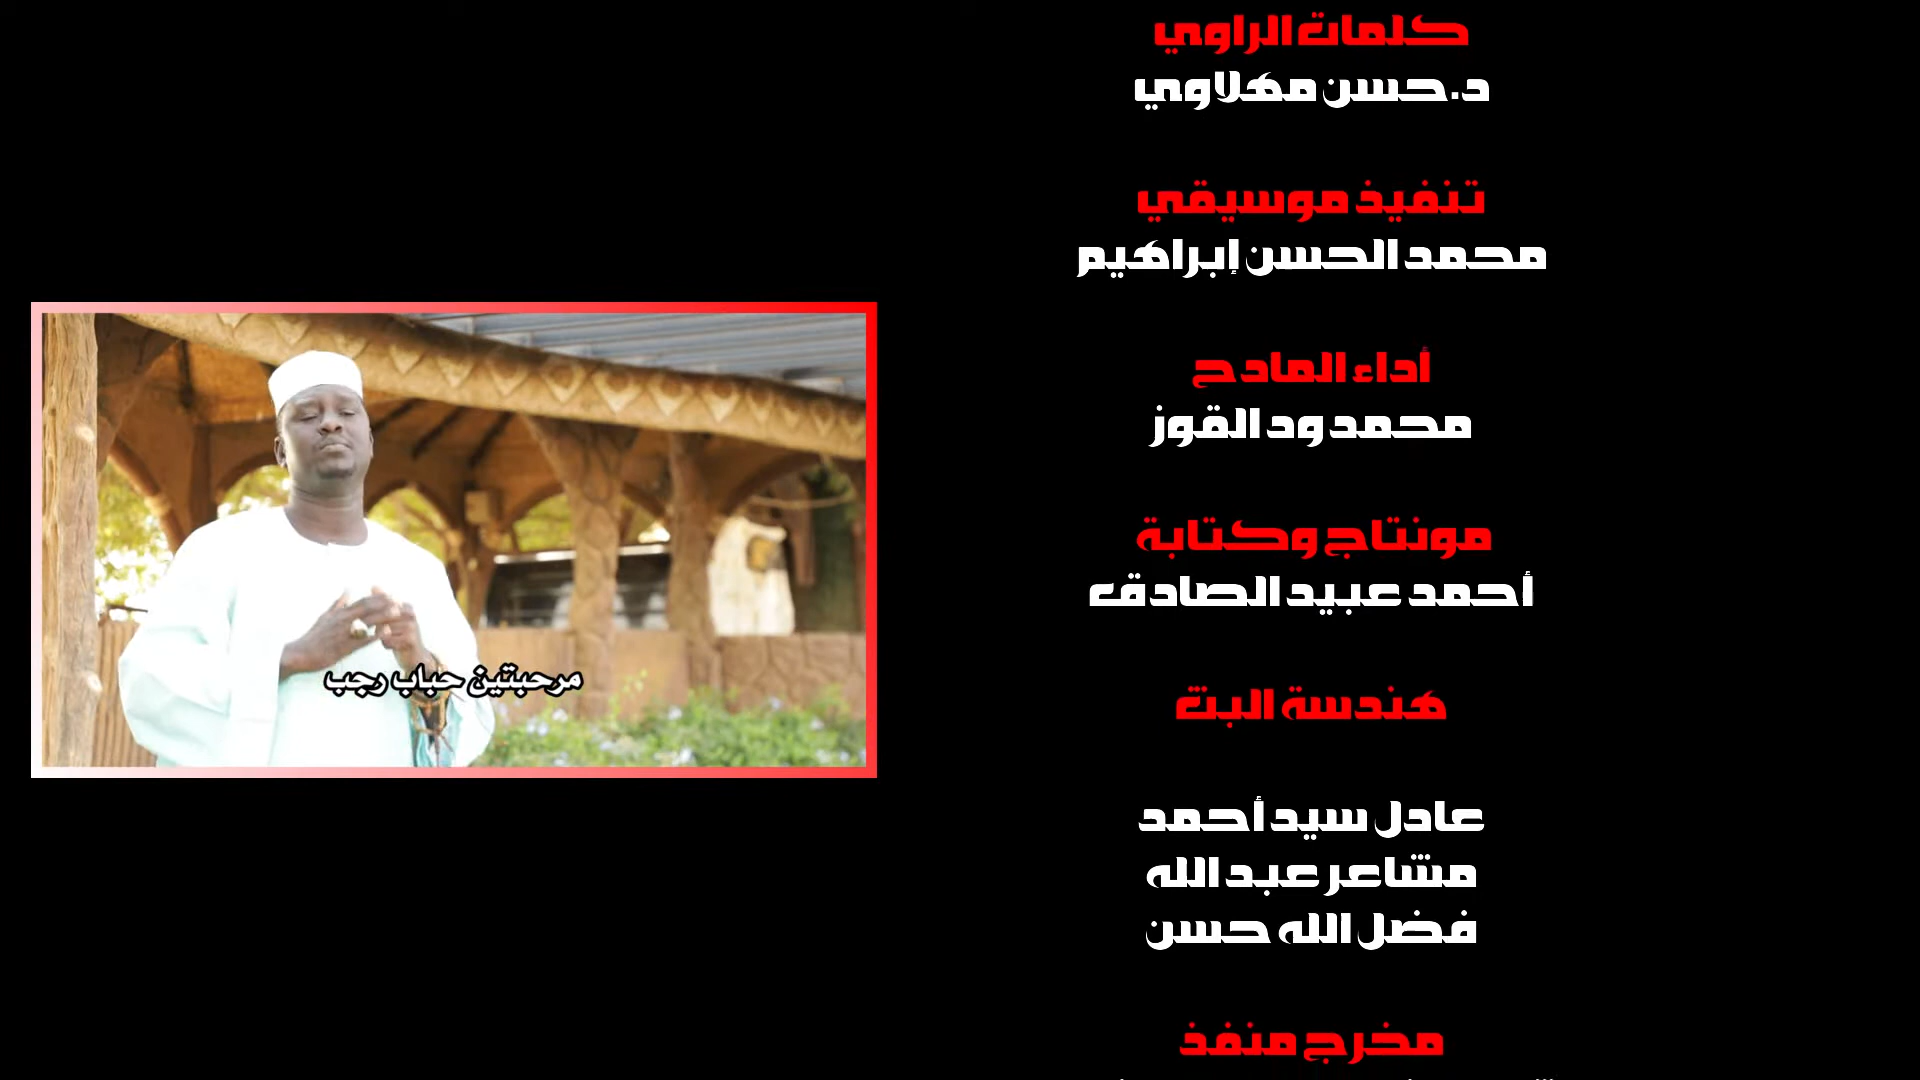 كلمات الراوي
د.حسن مهلاوي
تنفيذ موسيقي
محمد الحسن إبراهيم
أداء المادح
محمد ود القوز
مونتاج وكتابة
أحمد عبيد الصادق
هندسة البث
عادل سيد أحمد
مشاعر عبد الله
فضل الله حسن
مخرج منفذ
مرحبتين حباب رجب